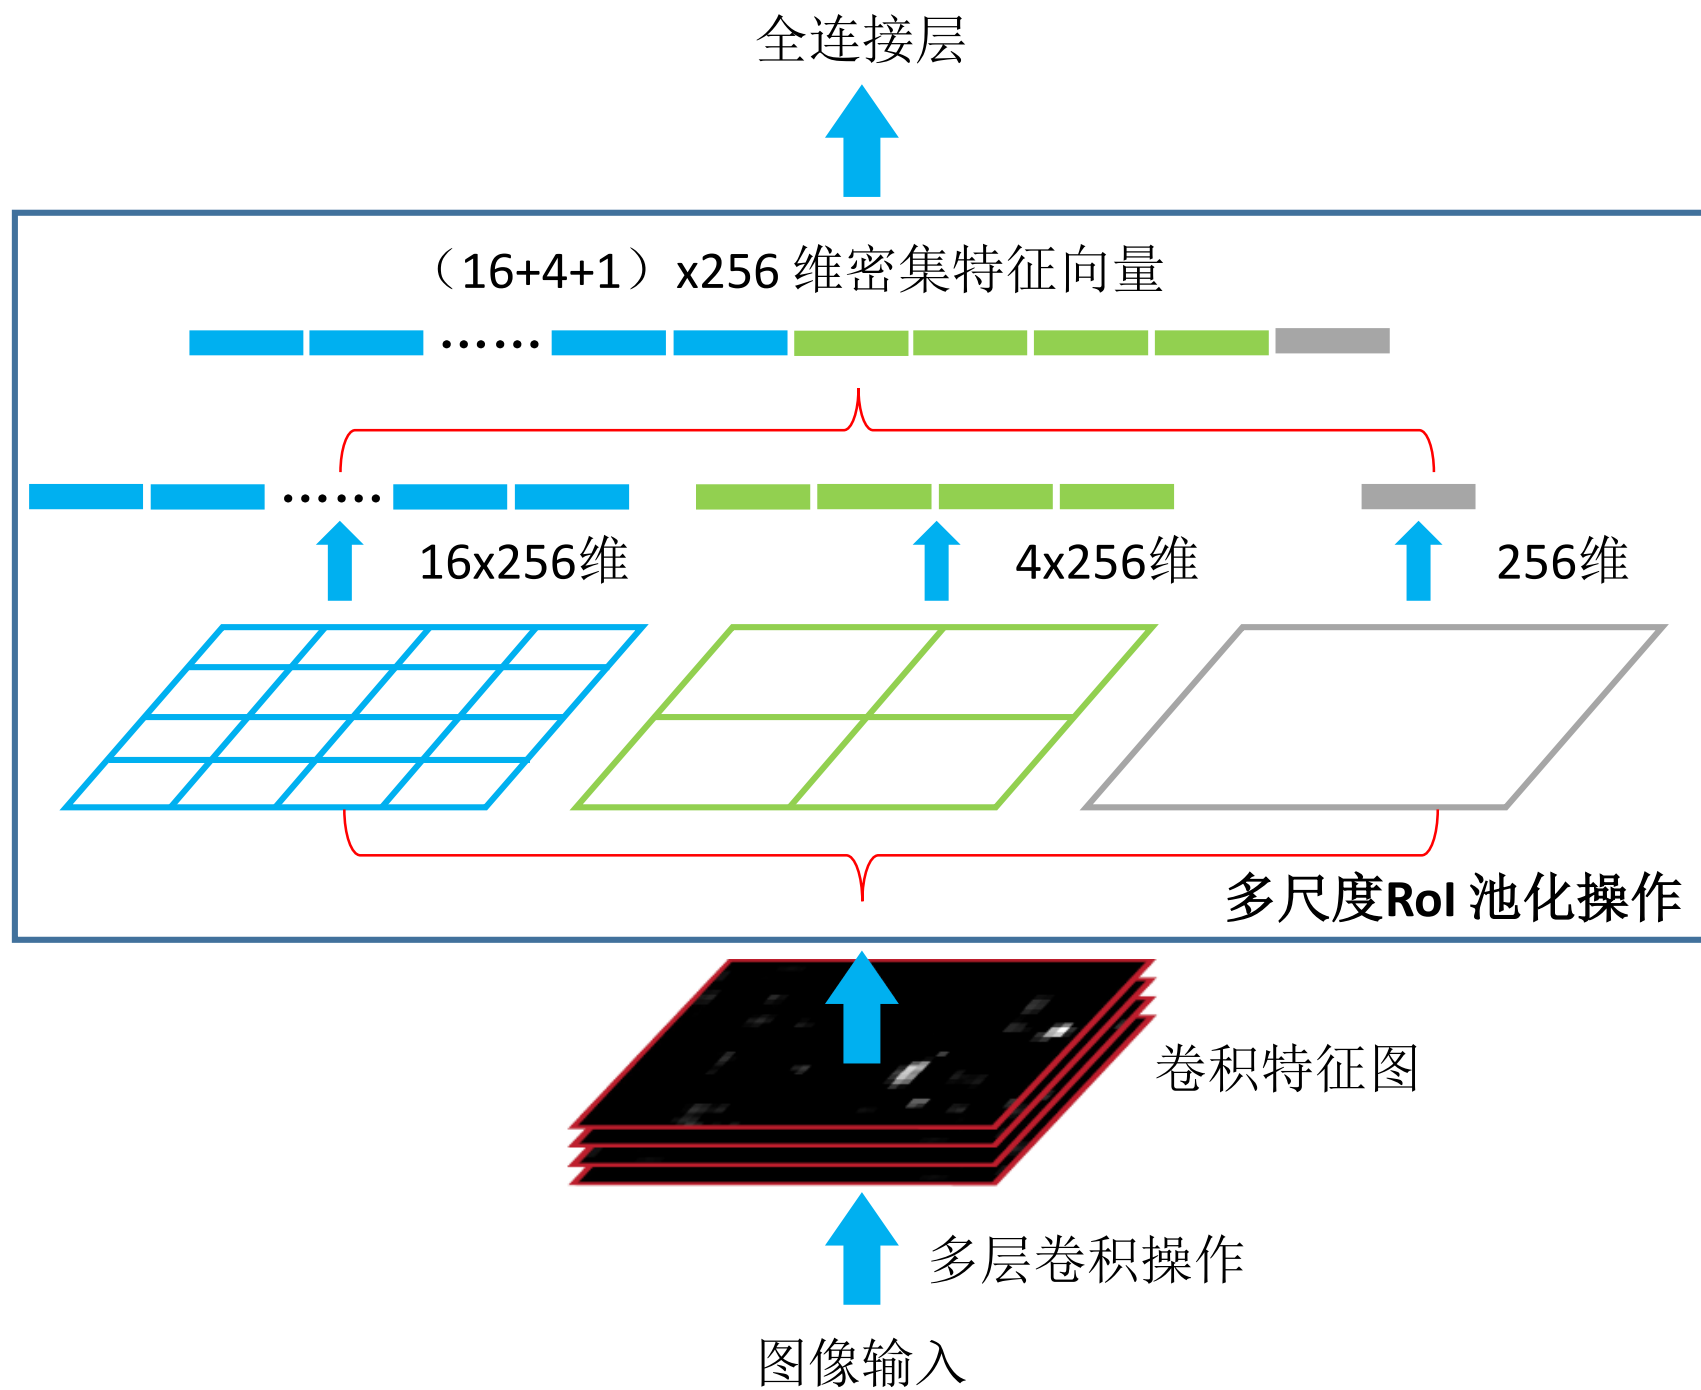 全连接层
（16+4+1）x256 维密集特征向量
……
……
16x256维
4x256维
256维
多尺度RoI 池化操作
卷积特征图
多层卷积操作
图像输入